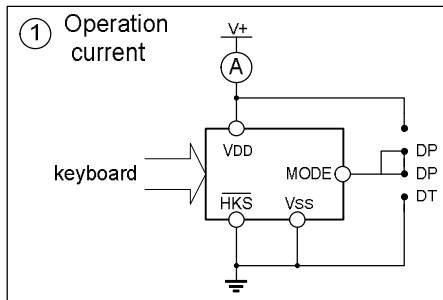 ① Operation
current
V+
A
VDD
keyboard
MODE
DP
DP
DT
HKS
VSS